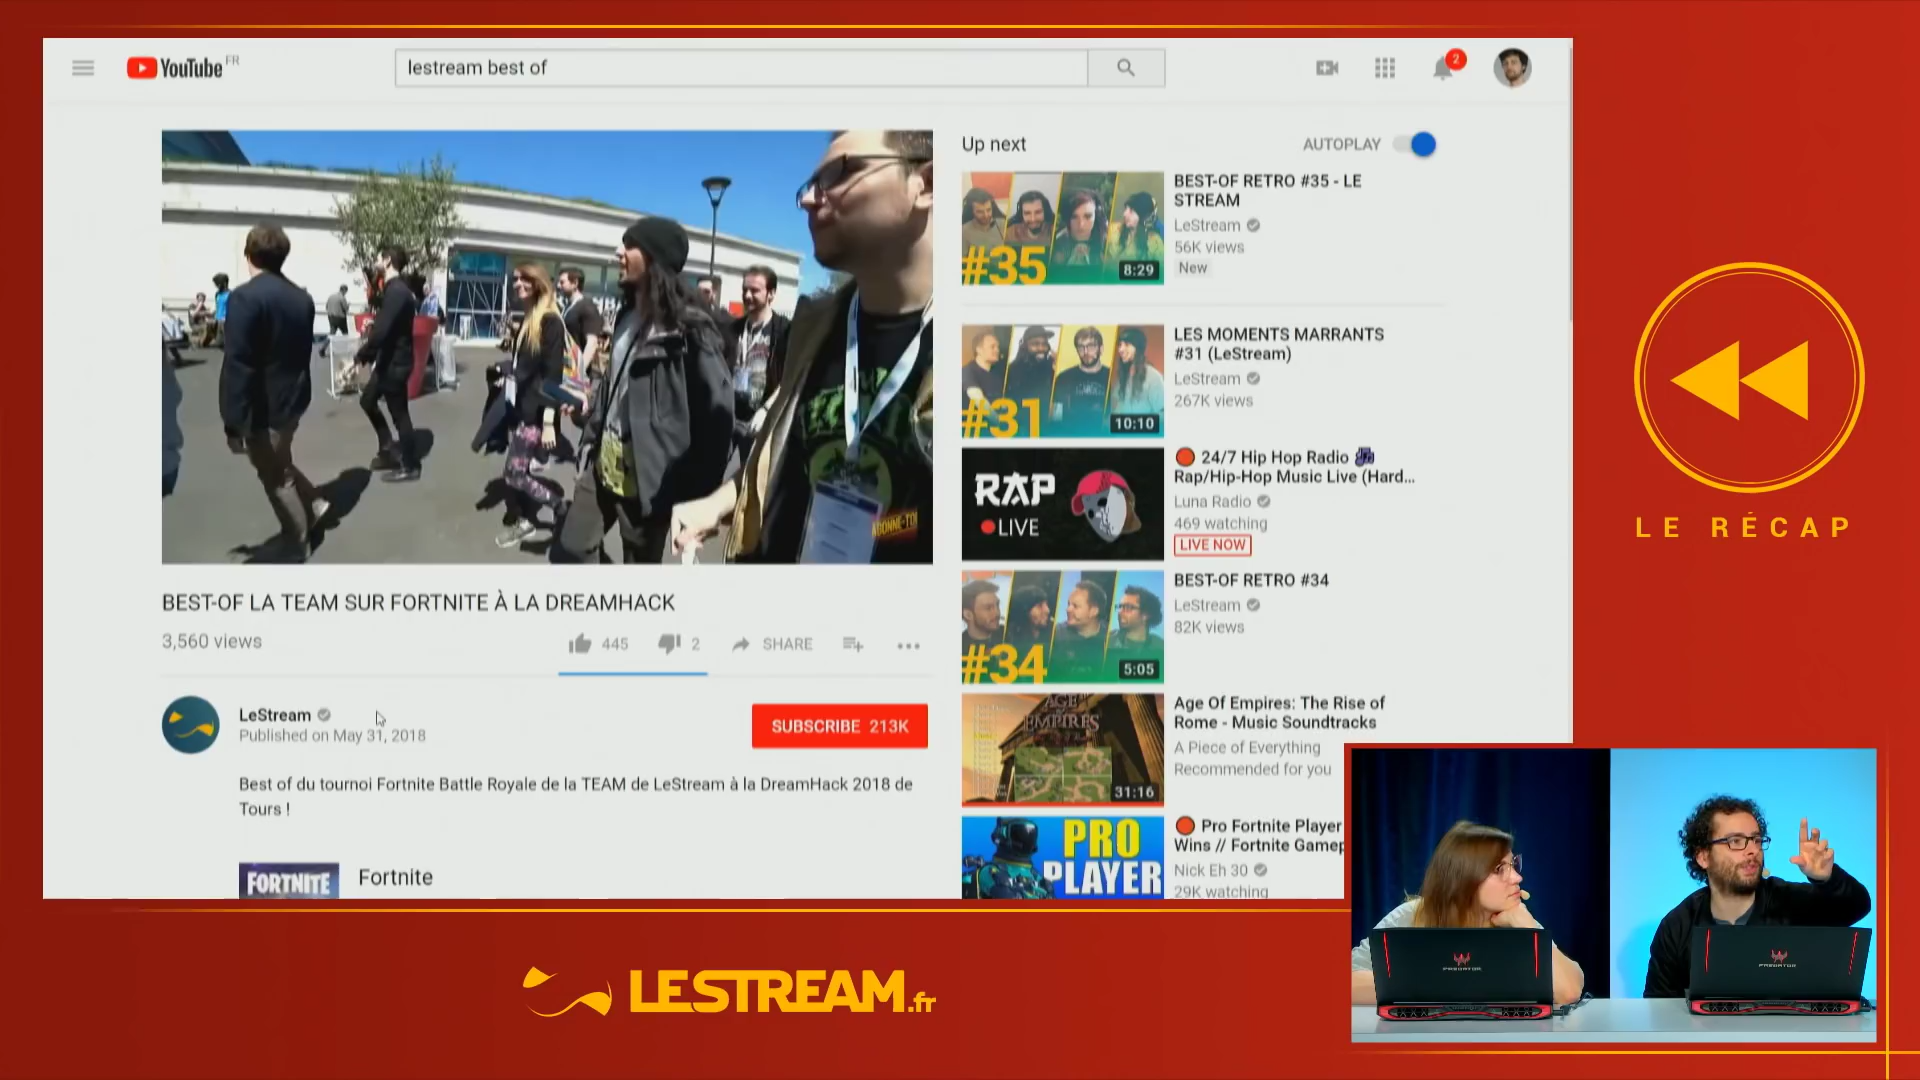 YouTube FR
lestream best of
2
ABONNE-TOI
BEST-OF LA TEAM SUR FORTNITE À LA DREAMHACK
3,560 views
445
2
SHARE
LeStream
Published on May 31, 2018
SUBSCRIBE 213K
Best of du tournoi Fortnite Battle Royale de la TEAM de LeStream à la DreamHack 2018 de
Tours !
FORTNITE
Fortnite
Up next
AUTOPLAY
#35
8:29
BEST-OF RETRO #35 - LE
STREAM
LeStream
56K views
New
#31
10:10
LES MOMENTS MARRANTS
#31 (LeStream)
LeStream
267K views
RAP
LIVE
24/7 Hip Hop Radio
Rap/Hip-Hop Music Live (Hard...
Luna Radio
469 watching
LIVE NOW
#34
5:05
BEST-OF RETRO #34
LeStream
82K views
AGE
OF
EMPIRES
31:16
Age Of Empires: The Rise of
Rome - Music Soundtracks
A Piece of Everything
Recommended for you
PRO
PLAYER
Pro Fortnite Player
Wins // Fortnite Gamep
Nick Eh 30
29K watching
LE RÉCAP
PREDATOR
PREDATOR
LESTREAM.fr